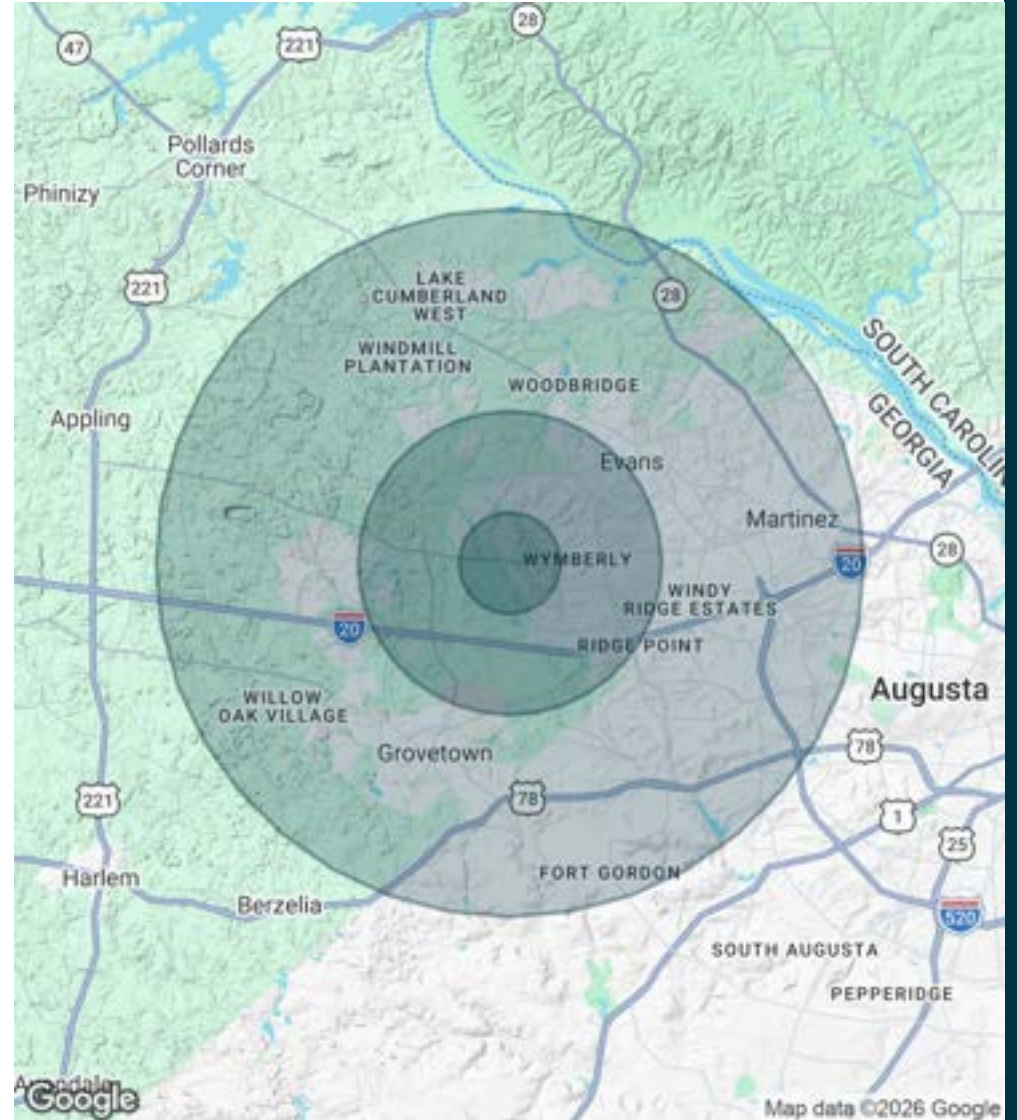 28
47
221
Pollards
Corner
Phinizy
221
LAKE
CUMBERLAND
WEST
28
WINDMILL
PLANTATION
WOODBRIDGE
SOUTH CAROLIN
GEORGIA
Appling
Evans
Martinez
28
WYMBERLY
20
WINDY
RIDGE ESTATES
20
RIDGE POINT
Augusta
WILLOW
OAK VILLAGE
Grovetown
78
78
221
1
25
Harlem
FORT GORDON
Berzelia
520
SOUTH AUGUSTA
PEPPERIDGE
Google
Map data ©2026 Google